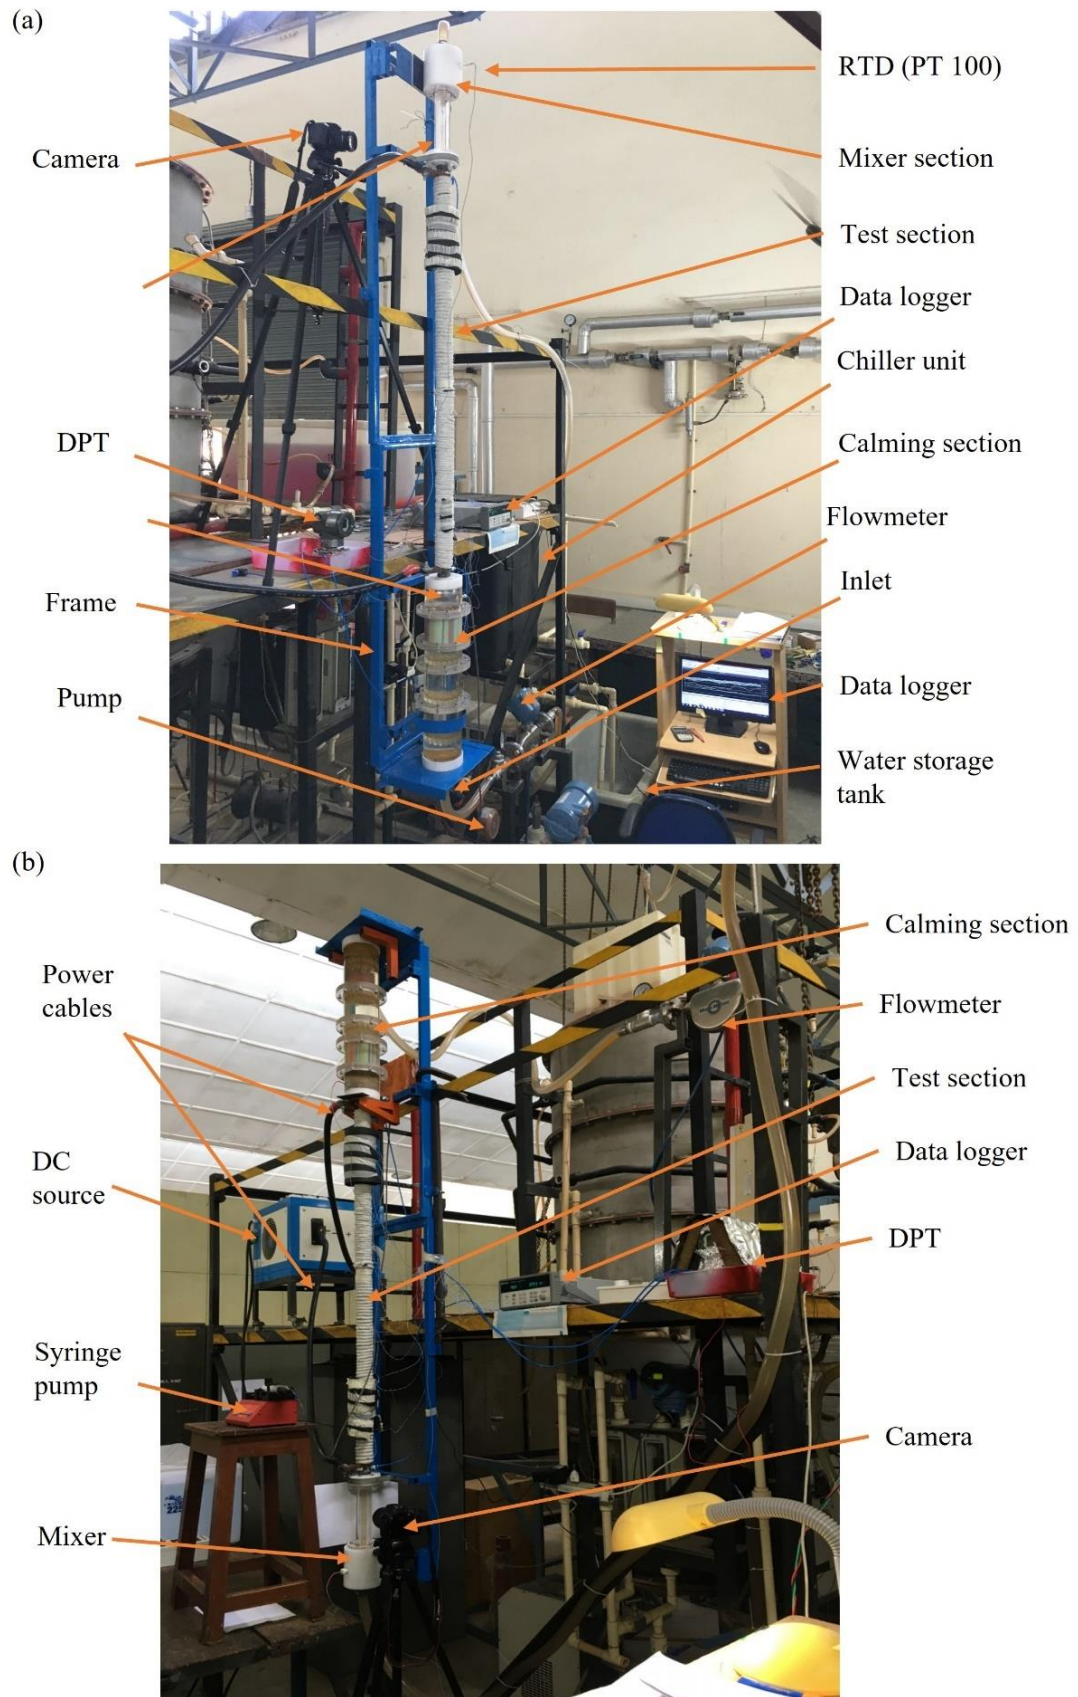 (a)
RTD (PT 100)
Camera
Mixer section
Test section
Data logger
Chiller unit
DPT
Calming section
Flowmeter
Inlet
Frame
Pump
Data logger
Water storage
tank
(b)
Calming section
Power
cables
Flowmeter
Test section
DC
source
Data logger
DPT
Syringe
pump
Camera
Mixer